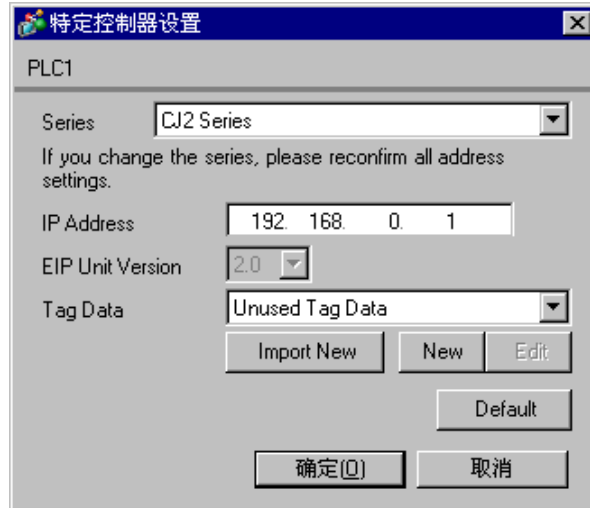 特定控制器设置
PLC1
Series CJ2 Series
If you change the series, please reconfirm all address
settings.
IP Address 192. 168. 0. 1
EIP Unit Version 2.0
Tag Data Unused Tag Data
Import New New Edit
Default
确定(O) 取消